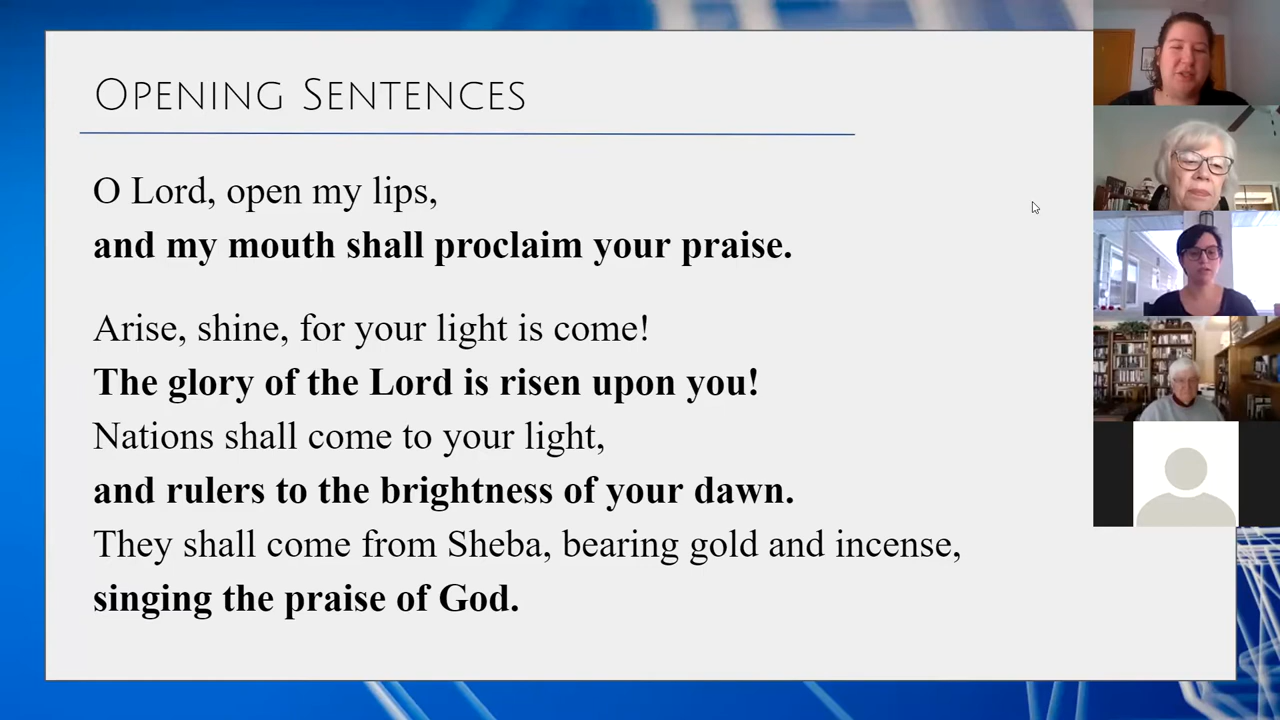 Opening Sentences
O Lord, open my lips,
and my mouth shall proclaim your praise.
Arise, shine, for your light is come!
The glory of the Lord is risen upon you!
Nations shall come to your light,
and rulers to the brightness of your dawn.
They shall come from Sheba, bearing gold and incense,
singing the praise of God.